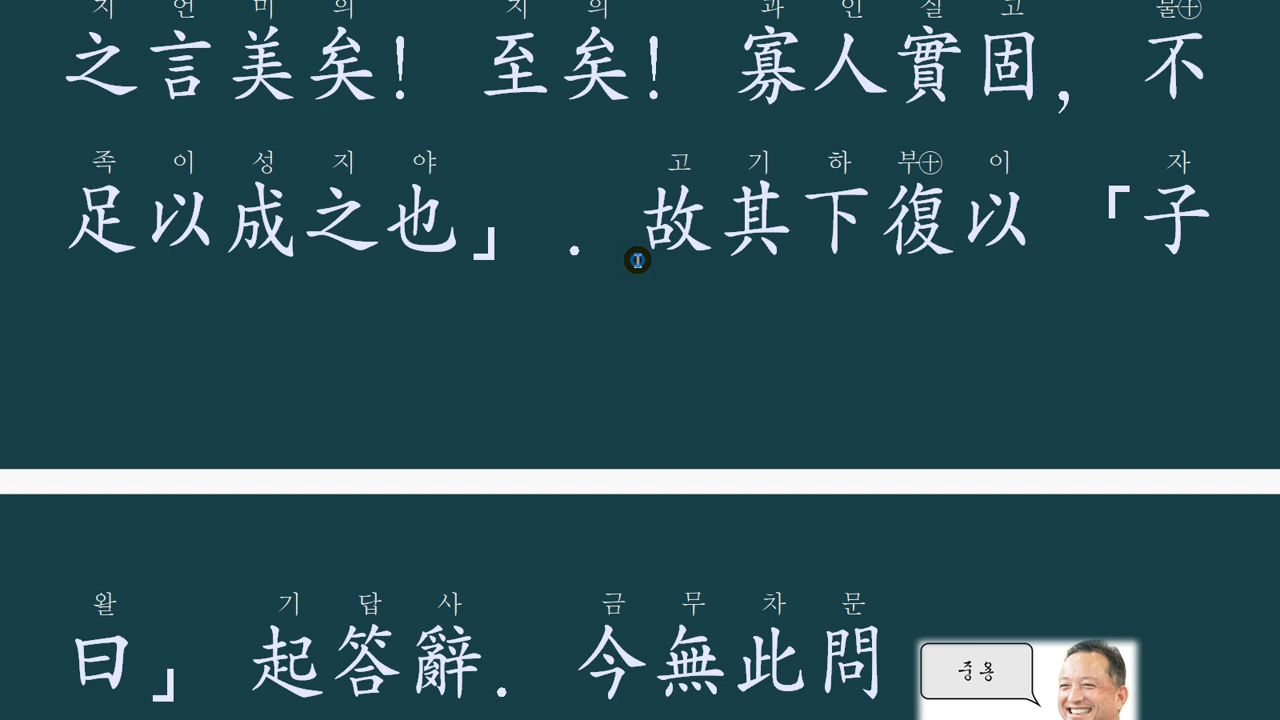 지 언 미 의 지 의 과 인 실 고 불㊉
之言美矣! 至矣! 寡人實固, 不
족 이 성 지 야 고 기 하 부㊉ 이 자
足以成之也」. 故其下復以 「子
왈 기 답 사 금 무 차 문
曰」 起答辭. 今無此問
중용